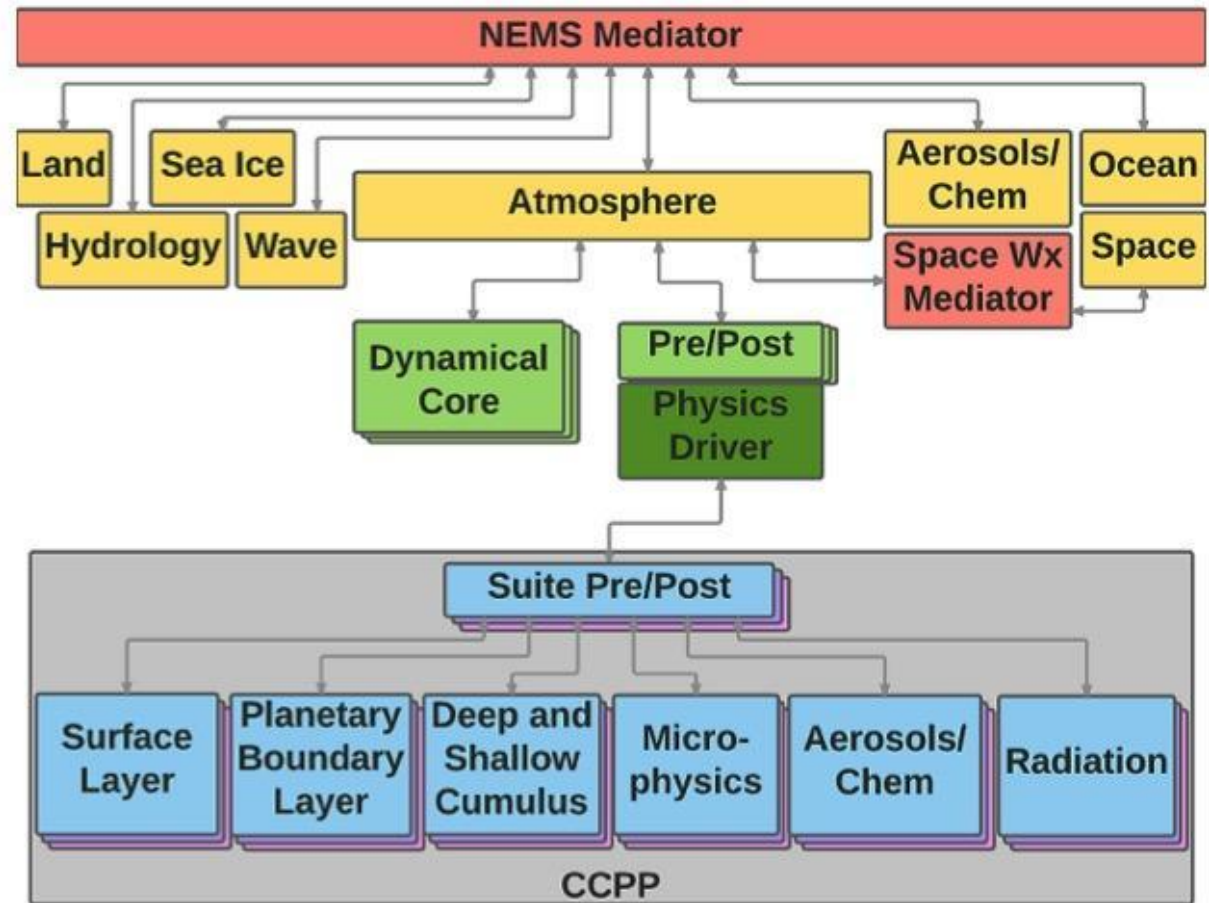 NEMS Mediator
Land
Sea Ice
Hydrology
Wave
Atmosphere
Aerosols/
Chem
Ocean
Space Wx
Mediator
Space
Dynamical
Core
Pre/Post
Physics
Driver
Suite Pre/Post
Surface
Layer
Planetary
Boundary
Layer
Deep and
Shallow
Cumulus
Micro-
physics
Aerosols/
Chem
Radiation
CCPP